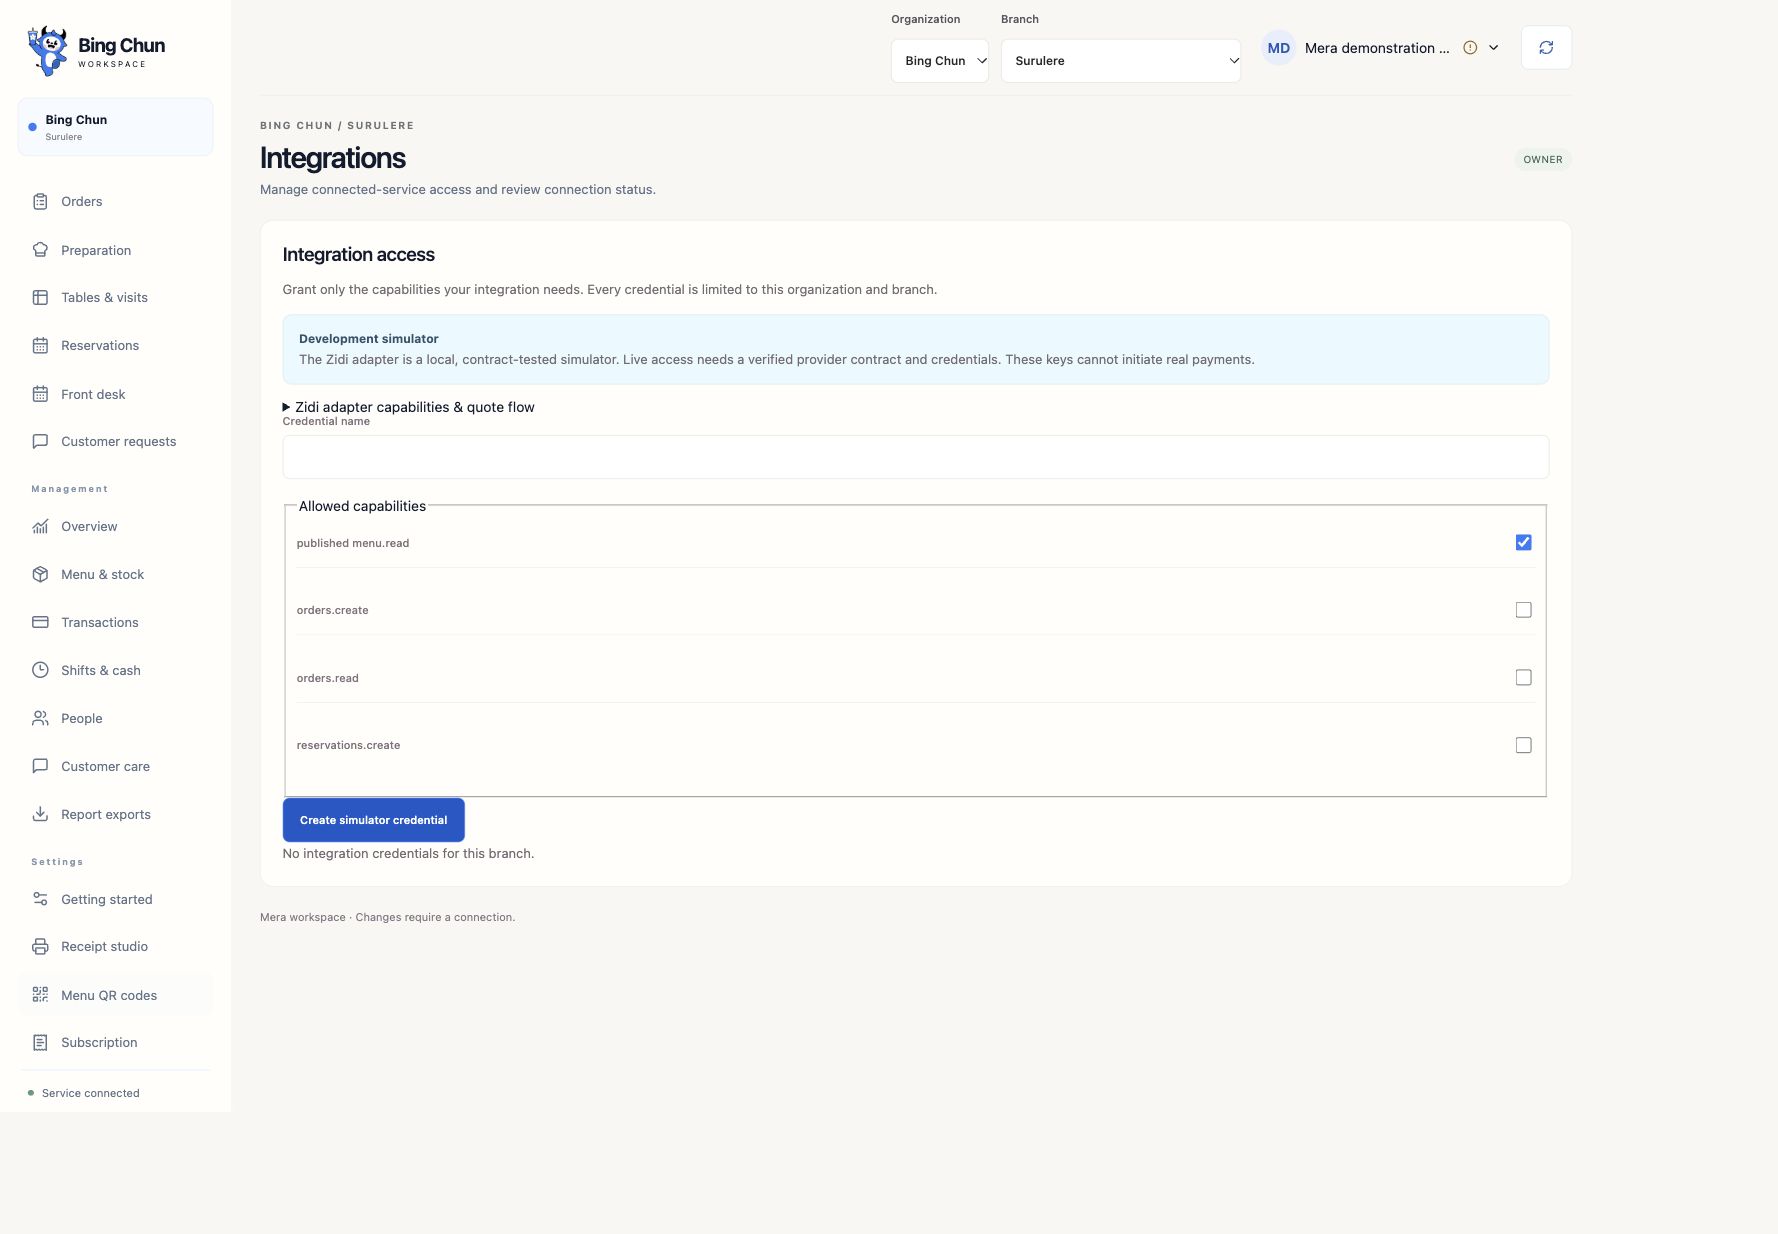 Bing Chun
WORKSPACE
Bing Chun
Surulere
Orders
Preparation
Tables & visits
Reservations
Front desk
Customer requests
Management
Overview
Menu & stock
Transactions
Shifts & cash
People
Customer care
Report exports
Settings
Getting started
Receipt studio
Menu QR codes
Subscription
Service connected
Organization
Branch
Bing Chun
Surulere
MD
Mera demonstration ...
BING CHUN / SURULERE
Integrations
OWNER
Manage connected-service access and review connection status.
Integration access
Grant only the capabilities your integration needs. Every credential is limited to this organization and branch.
Development simulator
The Zidi adapter is a local, contract-tested simulator. Live access needs a verified provider contract and credentials. These keys cannot initiate real payments.
Zidi adapter capabilities & quote flow
Credential name
Allowed capabilities
published menu.read
orders.create
orders.read
reservations.create
Create simulator credential
No integration credentials for this branch.
Mera workspace · Changes require a connection.